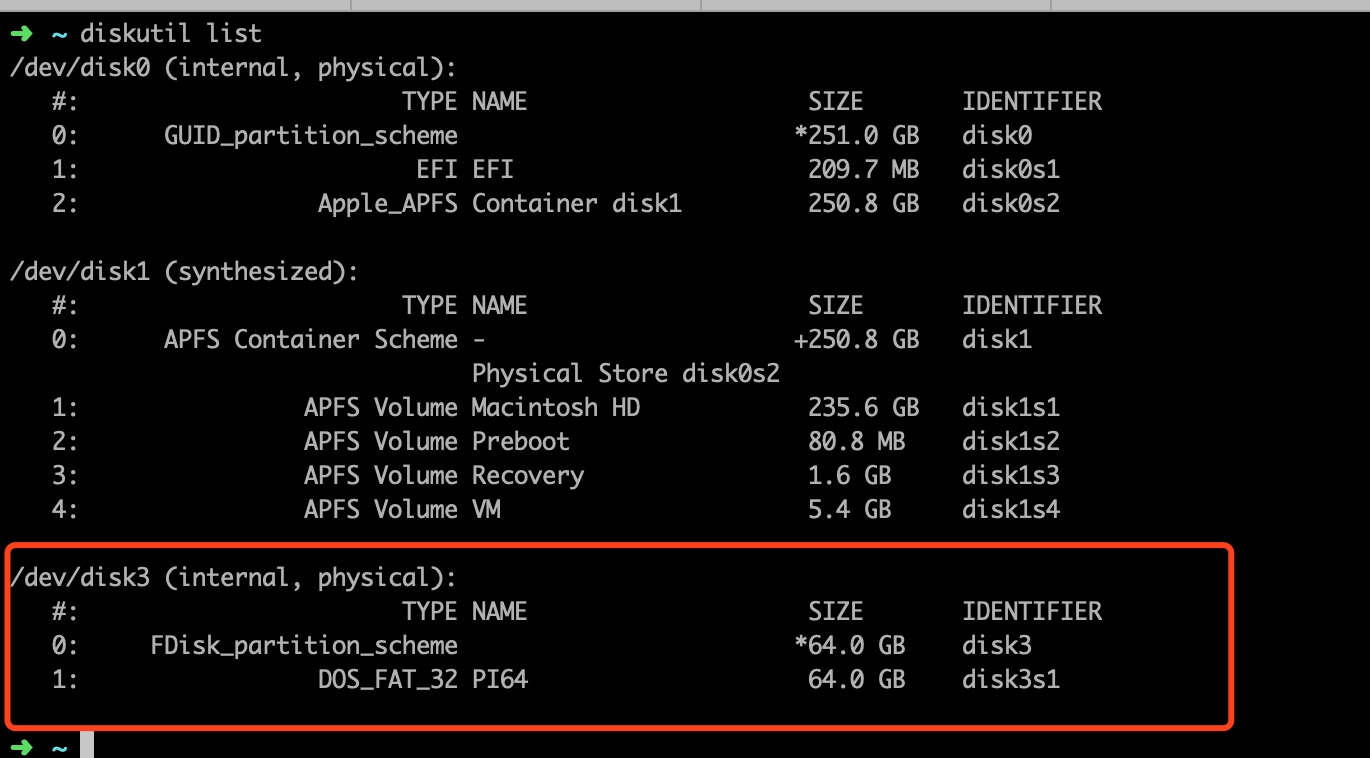 ➜ ~ diskutil list
/dev/disk0 (internal, physical):
   #:                       TYPE NAME                    SIZE       IDENTIFIER
   0:      GUID_partition_scheme                        *251.0 GB   disk0
   1:                        EFI EFI                     209.7 MB   disk0s1
   2:                 Apple_APFS Container disk1         250.8 GB   disk0s2
/dev/disk1 (synthesized):
   #:                       TYPE NAME                    SIZE       IDENTIFIER
   0:      APFS Container Scheme -                      +250.8 GB   disk1
                                 Physical Store disk0s2
   1:                APFS Volume Macintosh HD            235.6 GB   disk1s1
   2:                APFS Volume Preboot                 80.8 MB    disk1s2
   3:                APFS Volume Recovery                1.6 GB     disk1s3
   4:                APFS Volume VM                      5.4 GB     disk1s4
/dev/disk3 (internal, physical):
   #:                       TYPE NAME                    SIZE       IDENTIFIER
   0:     FDisk_partition_scheme                        *64.0 GB    disk3
   1:                 DOS_FAT_32 PI64                    64.0 GB    disk3s1
➜ ~